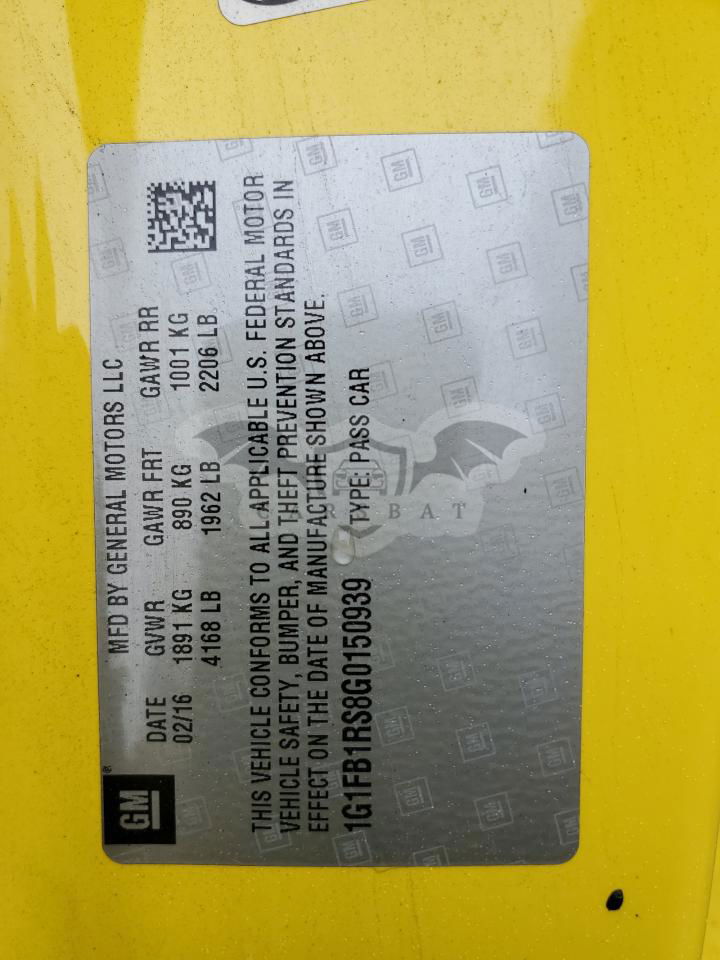 GM
®
MFD BY GENERAL MOTORS LLC
DATE GVWR GAWR FRT GAWR RR
02/16 1891 KG 890 KG 1001 KG
4168 LB 1962 LB 2206 LB
THIS VEHICLE CONFORMS TO ALL APPLICABLE U.S. FEDERAL MOTOR
VEHICLE SAFETY, BUMPER, AND THEFT PREVENTION STANDARDS IN
EFFECT ON THE DATE OF MANUFACTURE SHOWN ABOVE.
1G1FB1RS8G0150939 TYPE: PASS CAR
CAR BAT